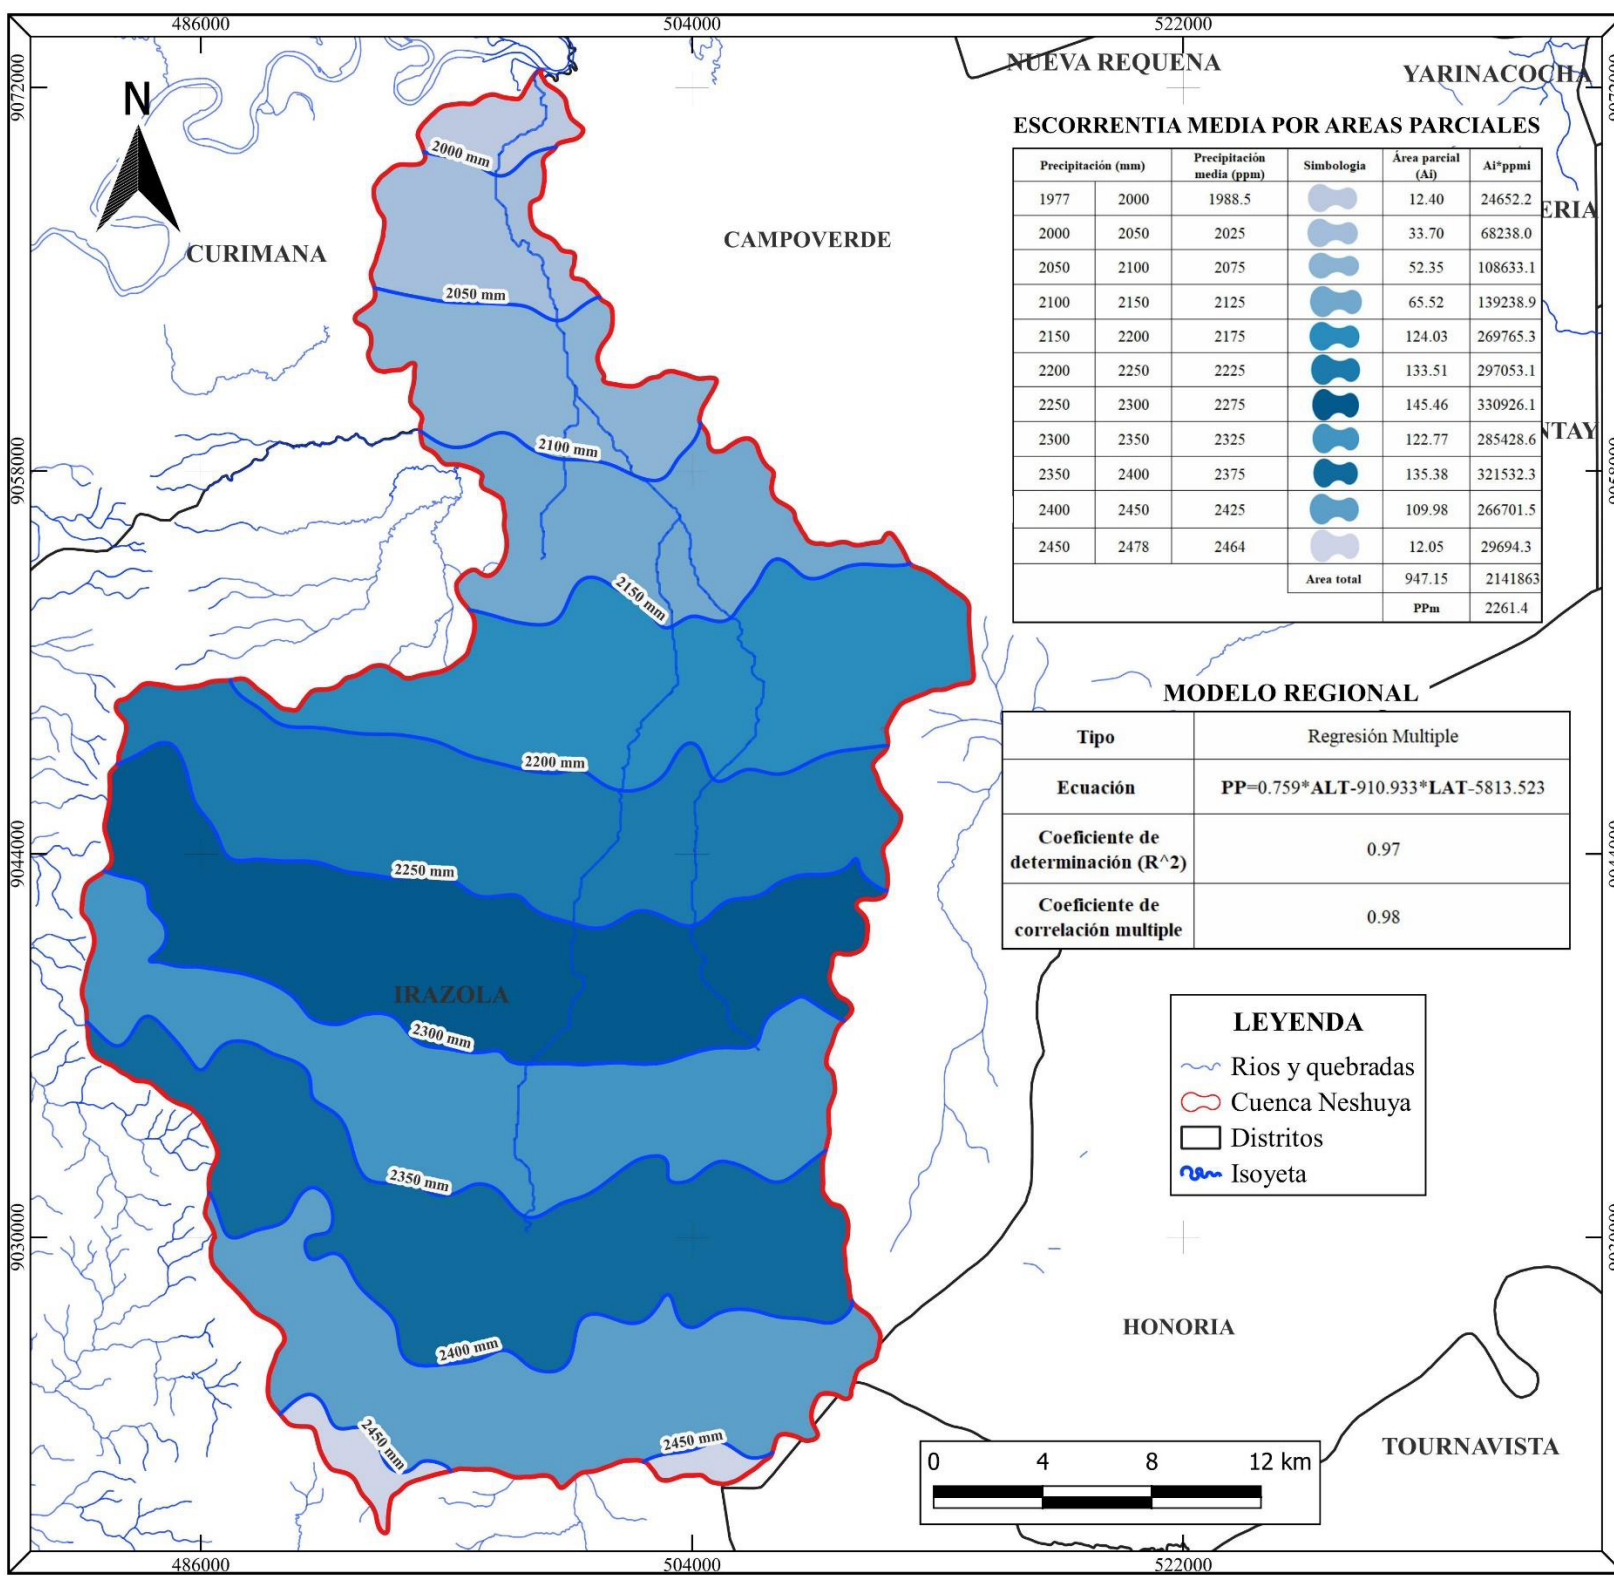 486000 504000 522000
9072000
9058000
9044000
9030000
N
NUEVA REQUENA
YARINACOCHA
CURIMANA
CAMPOVERDE
ERIA
NTAY
IRAZOLA
HONORIA
TOURNAVISTA
2000 mm
2050 mm
2100 mm
2150 mm
2200 mm
2250 mm
2300 mm
2350 mm
2400 mm
2450 mm
2450 mm
ESCORRENTIA MEDIA POR AREAS PARCIALES
Precipitación (mm) Precipitación media (ppm) Simbologia Área parcial (Ai) Ai*ppmi
1977 2000 1988.5 12.40 24652.2
2000 2050 2025 33.70 68238.0
2050 2100 2075 52.35 108633.1
2100 2150 2125 65.52 139238.9
2150 2200 2175 124.03 269765.3
2200 2250 2225 133.51 297053.1
2250 2300 2275 145.46 330926.1
2300 2350 2325 122.77 285428.6
2350 2400 2375 135.38 321532.3
2400 2450 2425 109.98 266701.5
2450 2478 2464 12.05 29694.3
Area total 947.15 2141863
PPm 2261.4
MODELO REGIONAL
Tipo Regresión Multiple
Ecuación PP=0.759*ALT-910.933*LAT-5813.523
Coeficiente de
determinación (R^2) 0.97
Coeficiente de
correlación multiple 0.98
LEYENDA
Rios y quebradas
Cuenca Neshuya
Distritos
Isoyeta
0 4 8 12 km
9072000
9058000
9044000
9030000
486000 504000 522000